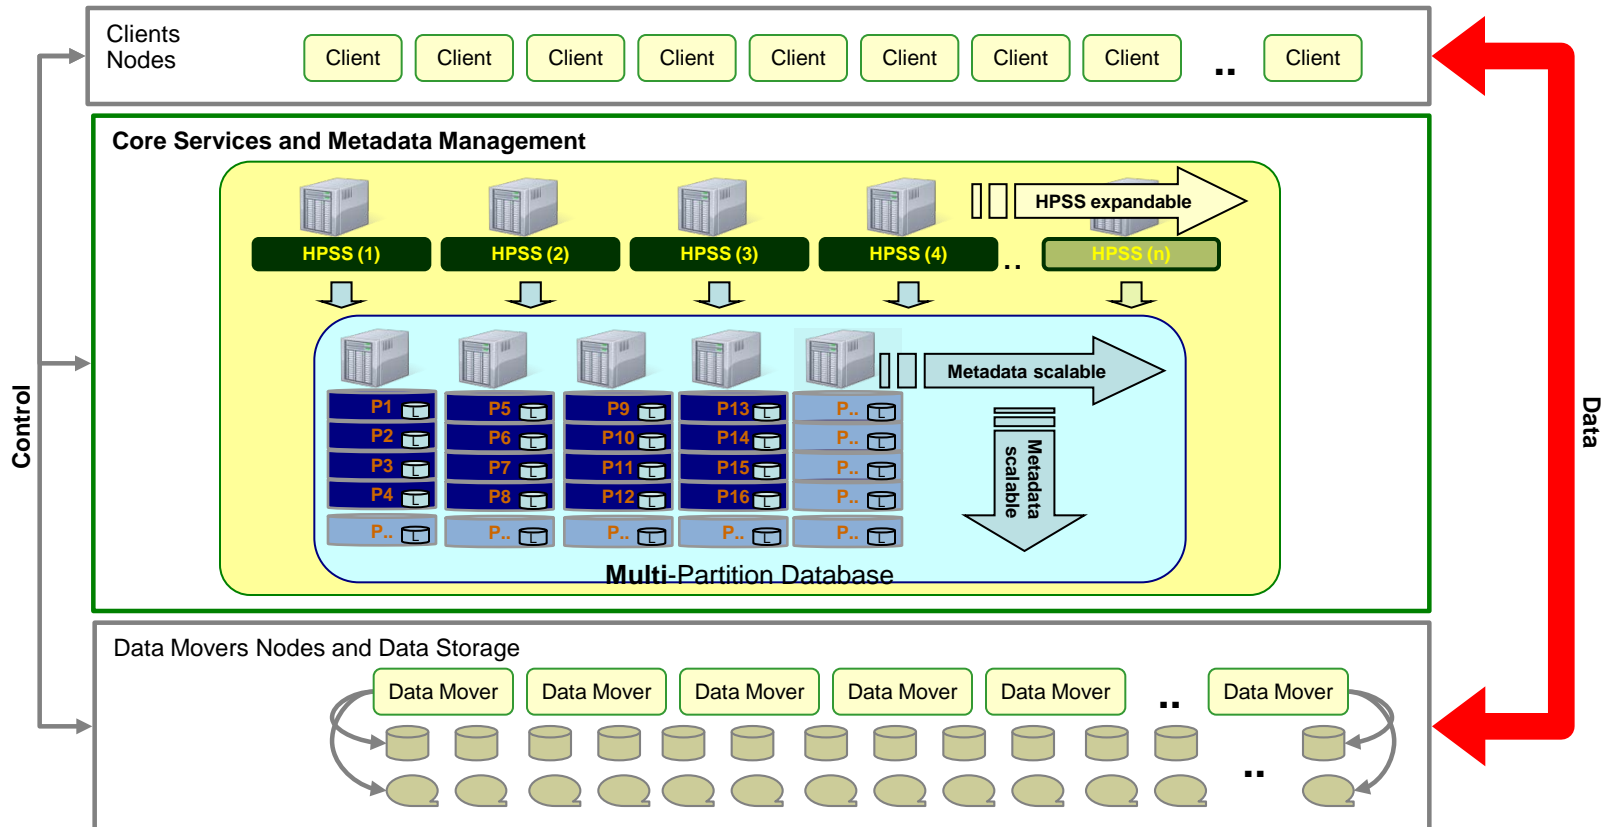 Clients
Nodes
Client Client Client Client Client Client Client Client .. Client
Core Services and Metadata Management
HPSS expandable
HPSS (1) HPSS (2) HPSS (3) HPSS (4) .. HPSS (n)
Metadata scalable
P1 L P5 L P9 L P13 L P.. L
P2 L P6 L P10 L P14 L P.. L
P3 L P7 L P11 L P15 L P.. L
P4 L P8 L P12 L P16 L P.. L
P.. L P.. L P.. L P.. L P.. L
Metadata
scalable
Multi-Partition Database
Control
Data
Data Movers Nodes and Data Storage
Data Mover Data Mover Data Mover Data Mover Data Mover .. Data Mover
..